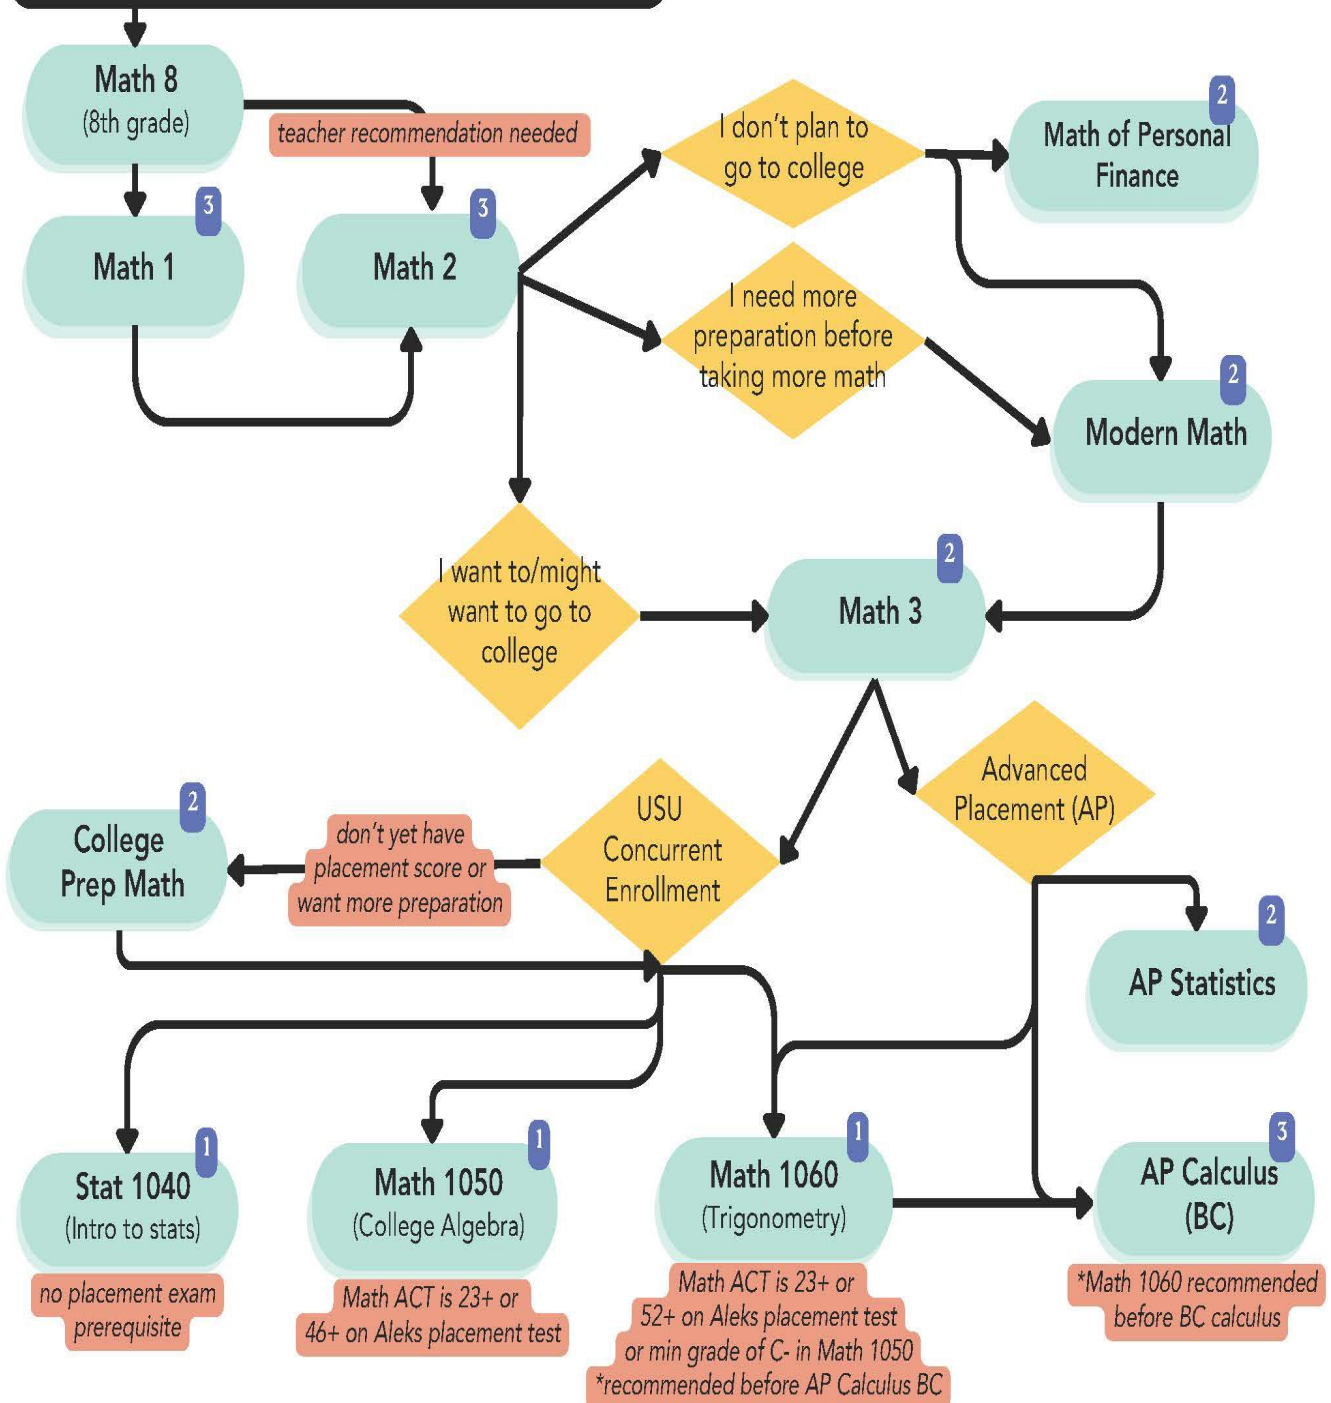 Math 8
(8th grade)
teacher recommendation needed
3
Math 1
3
Math 2
I don't plan to
go to college
2
Math of Personal
Finance
I need more
preparation before
taking more math
2
Modern Math
I want to/might
want to go to
college
2
Math 3
Advanced
Placement (AP)
USU
Concurrent
Enrollment
don't yet have
placement score or
want more preparation
2
College
Prep Math
2
AP Statistics
1
Stat 1040
(Intro to stats)
no placement exam
prerequisite
1
Math 1050
(College Algebra)
Math ACT is 23+ or
46+ on Aleks placement test
1
Math 1060
(Trigonometry)
Math ACT is 23+ or
52+ on Aleks placement test
or min grade of C- in Math 1050
*recommended before AP Calculus BC
3
AP Calculus
(BC)
*Math 1060 recommended
before BC calculus